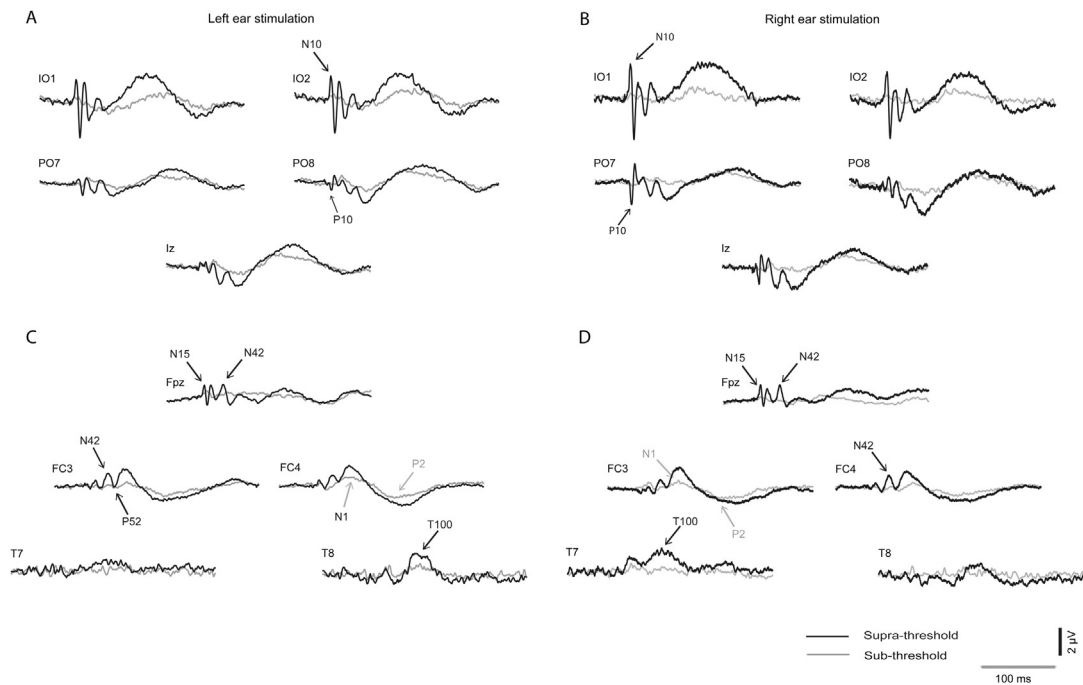 A
Left ear stimulation
B
Right ear stimulation
N10
N10
IO1
IO2
IO1
IO2
PO7
PO8
PO7
PO8
P10
P10
Iz
Iz
C
D
N15
N42
N15
N42
Fpz
Fpz
N42
P2
N1
N42
FC3
FC4
FC3
FC4
P52
N1
P2
T100
T100
T7
T8
T7
T8
Supra-threshold
Sub-threshold
2 µV
100 ms